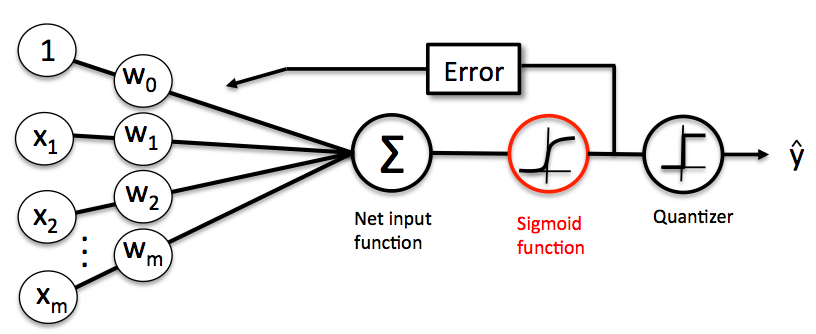 1
w0
Error
x1
w1
Σ
ŷ
x2
w2
Net input
function
Sigmoid
function
Quantizer
⋮
wm
xm